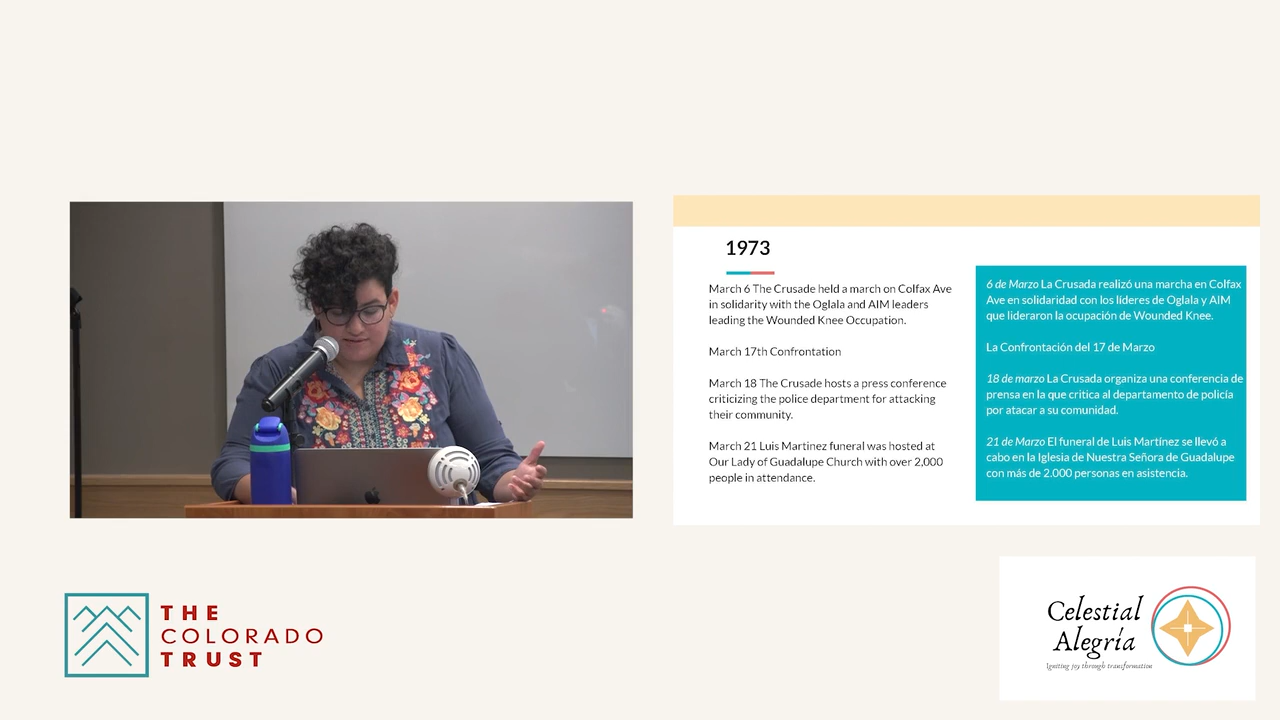 1973
March 6 The Crusade held a march on Colfax Ave
in solidarity with the Oglala and AIM leaders
leading the Wounded Knee Occupation.
March 17th Confrontation
March 18 The Crusade hosts a press conference
criticizing the police department for attacking
their community.
March 21 Luis Martinez funeral was hosted at
Our Lady of Guadalupe Church with over 2,000
people in attendance.
6 de Marzo La Crusada realizó una marcha en Colfax
Ave en solidaridad con los líderes de Oglala y AIM
que lideraron la ocupación de Wounded Knee.
La Confrontación del 17 de Marzo
18 de marzo La Crusada organiza una conferencia de
prensa en la que critica al departamento de policía
por atacar a su comunidad.
21 de Marzo El funeral de Luis Martínez se llevó a
cabo en la Iglesia de Nuestra Señora de Guadalupe
con más de 2.000 personas en asistencia.
THE
COLORADO
TRUST
Celestial
Alegría
Igniting joy through transformation